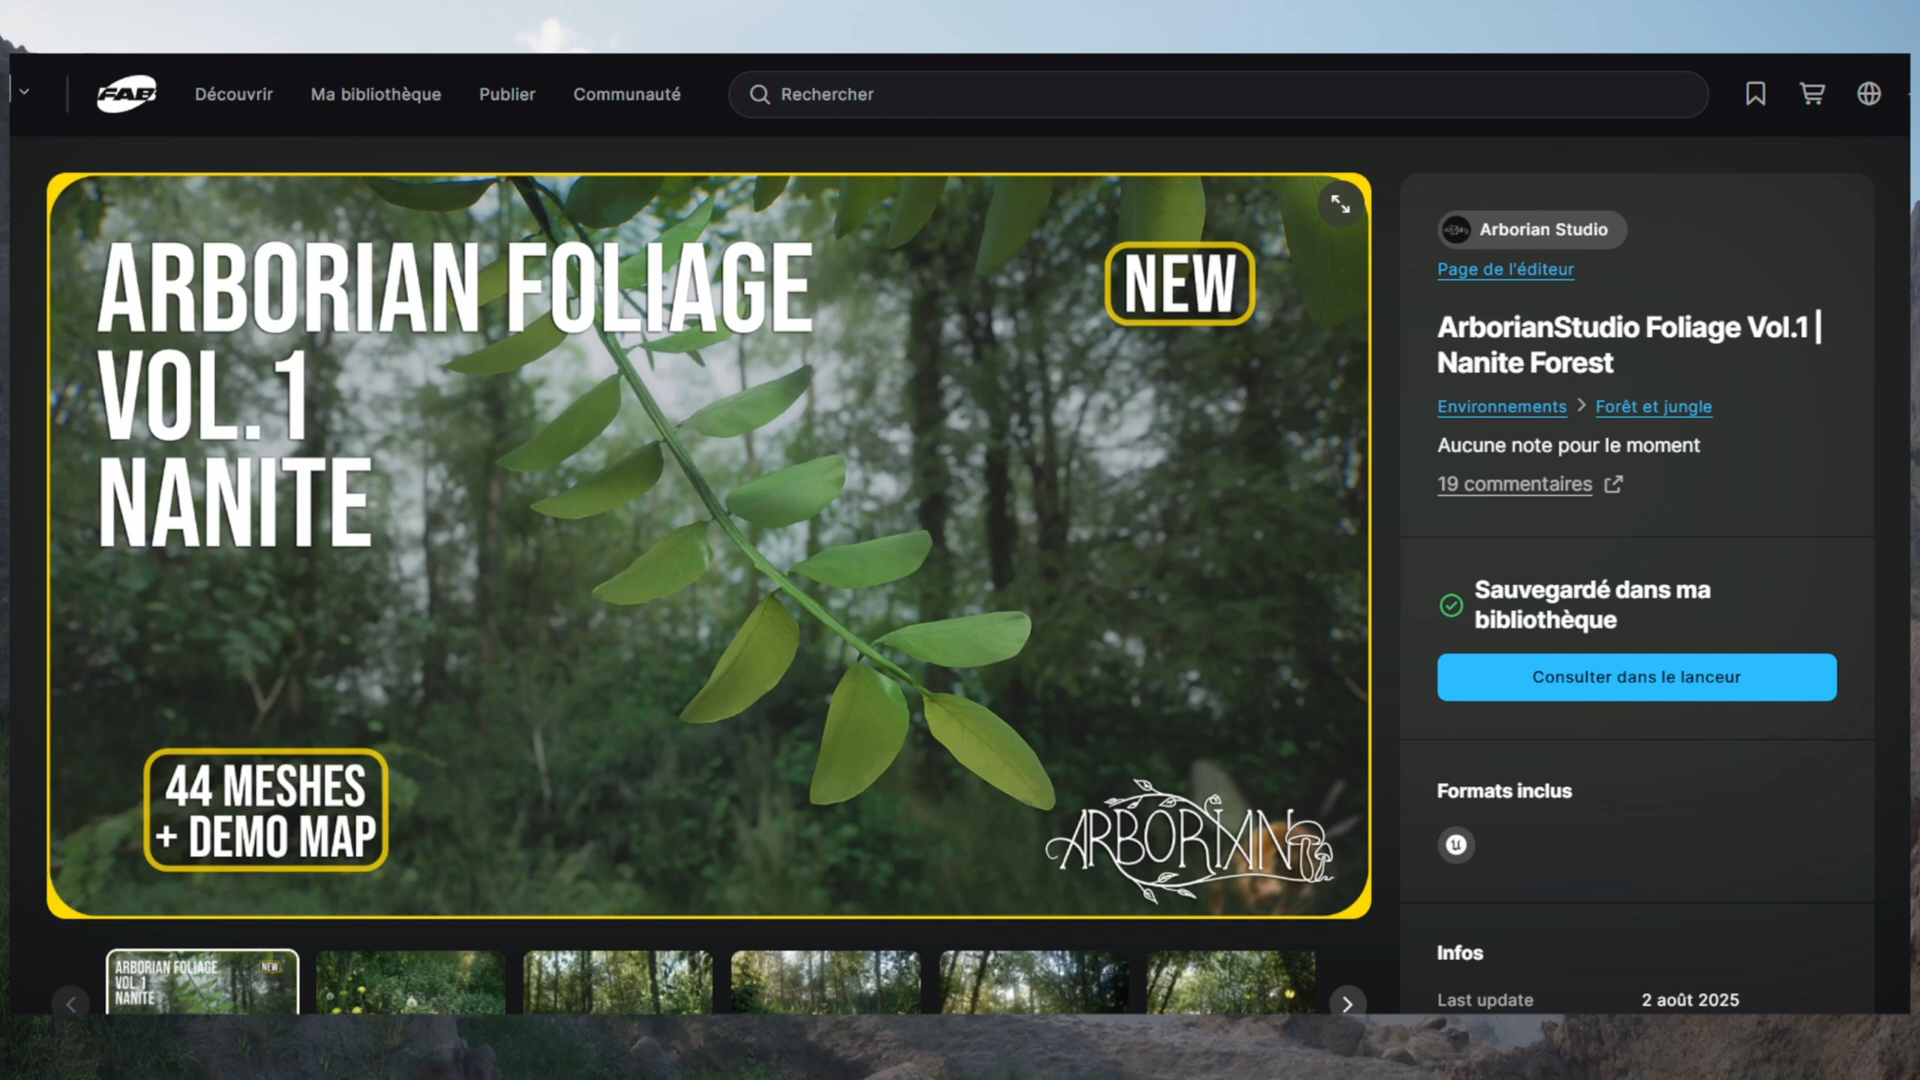 FAB
Découvrir
Ma bibliothèque
Publier
Communauté
Rechercher
ARBORIAN FOLIAGE
VOL.1
NANITE
NEW
44 MESHES
+ DEMO MAP
ARBORIAN
Arborian Studio
Page de l'éditeur
ArborianStudio Foliage Vol.1 |
Nanite Forest
Environnements
Forêt et jungle
Aucune note pour le moment
19 commentaires
Sauvegardé dans ma
bibliothèque
Consulter dans le lanceur
Formats inclus
Infos
Last update 2 août 2025
ARBORIAN FOLIAGE
VOL.1
NANITE
NEW